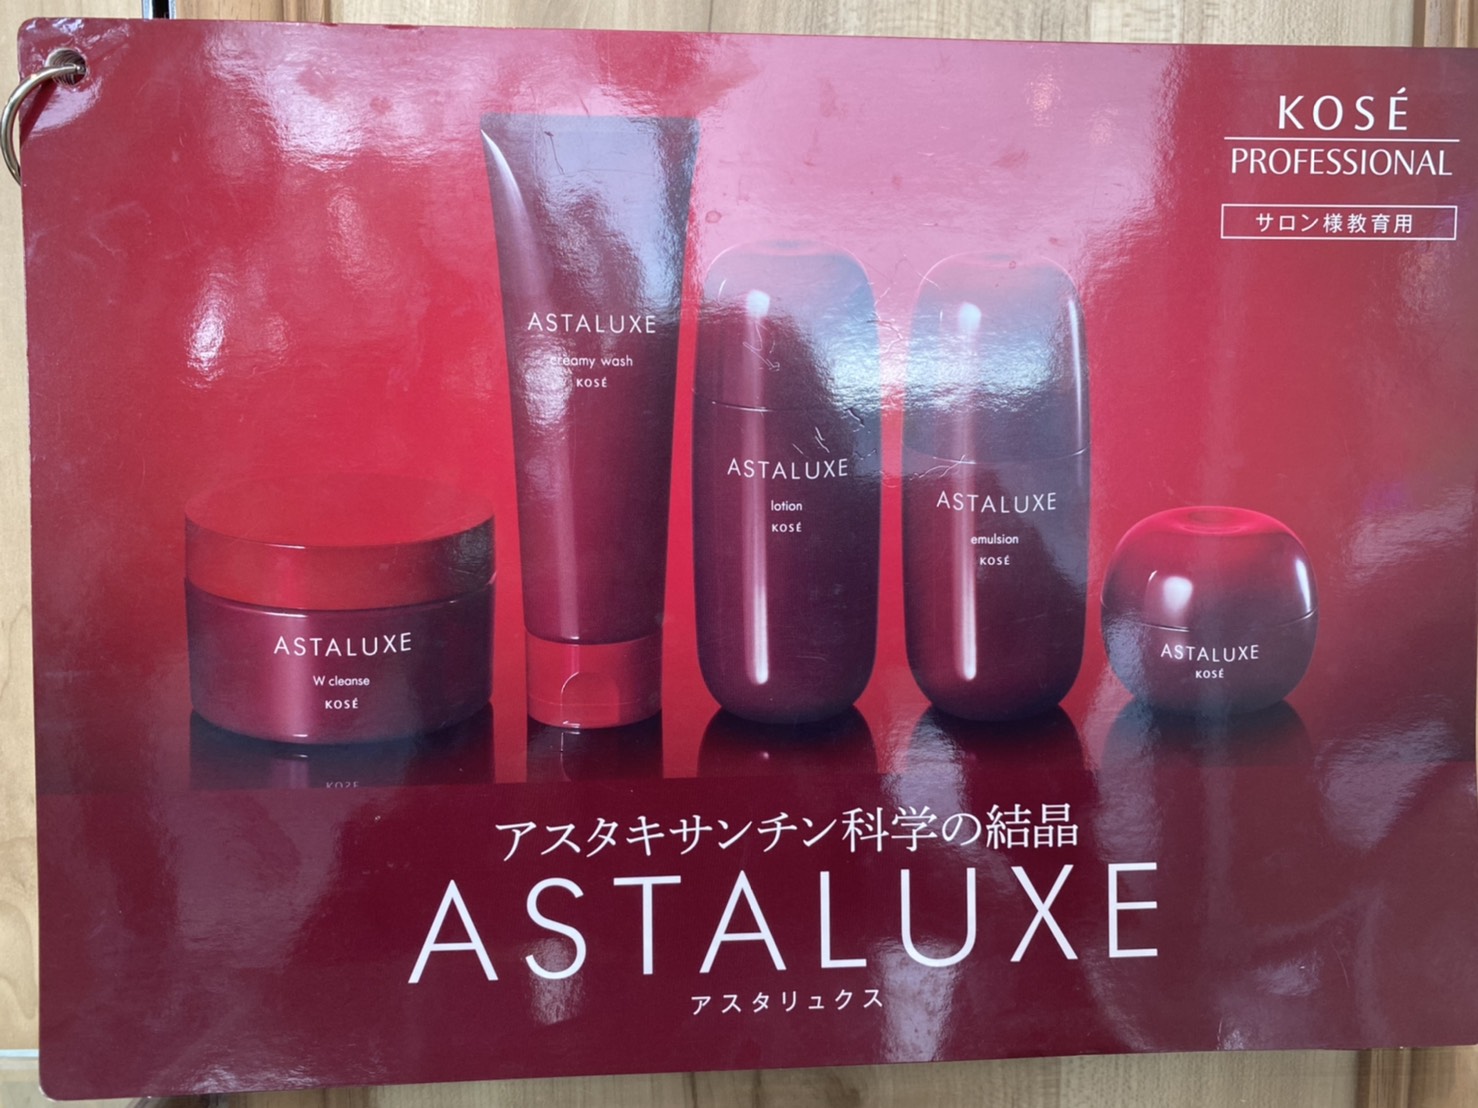 KOSÉ
PROFESSIONAL
サロン様教育用
ASTALUXE
creamy wash
KOSÉ
ASTALUXE
lotion
KOSÉ
ASTALUXE
emulsion
KOSÉ
ASTALUXE
W cleanse
KOSÉ
ASTALUXE
KOSÉ
KOSÉ
アスタキサンチン科学の結晶
ASTALUXE
アスタリュクス